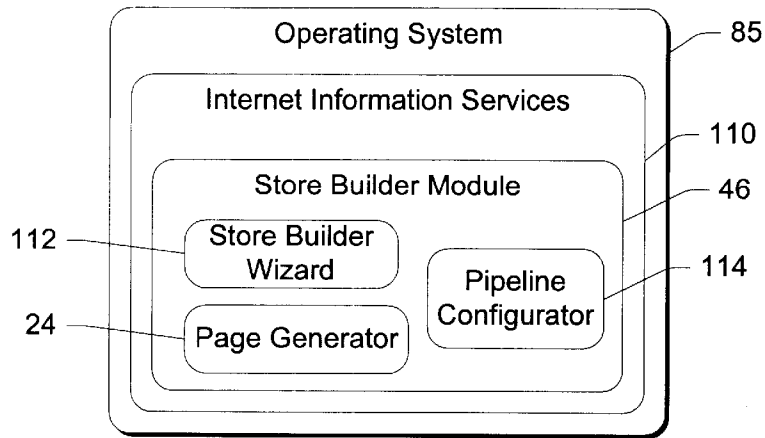 Operating System
85
Internet Information Services
110
Store Builder Module
46
112
Store Builder
Wizard
Pipeline
Configurator
114
24
Page Generator